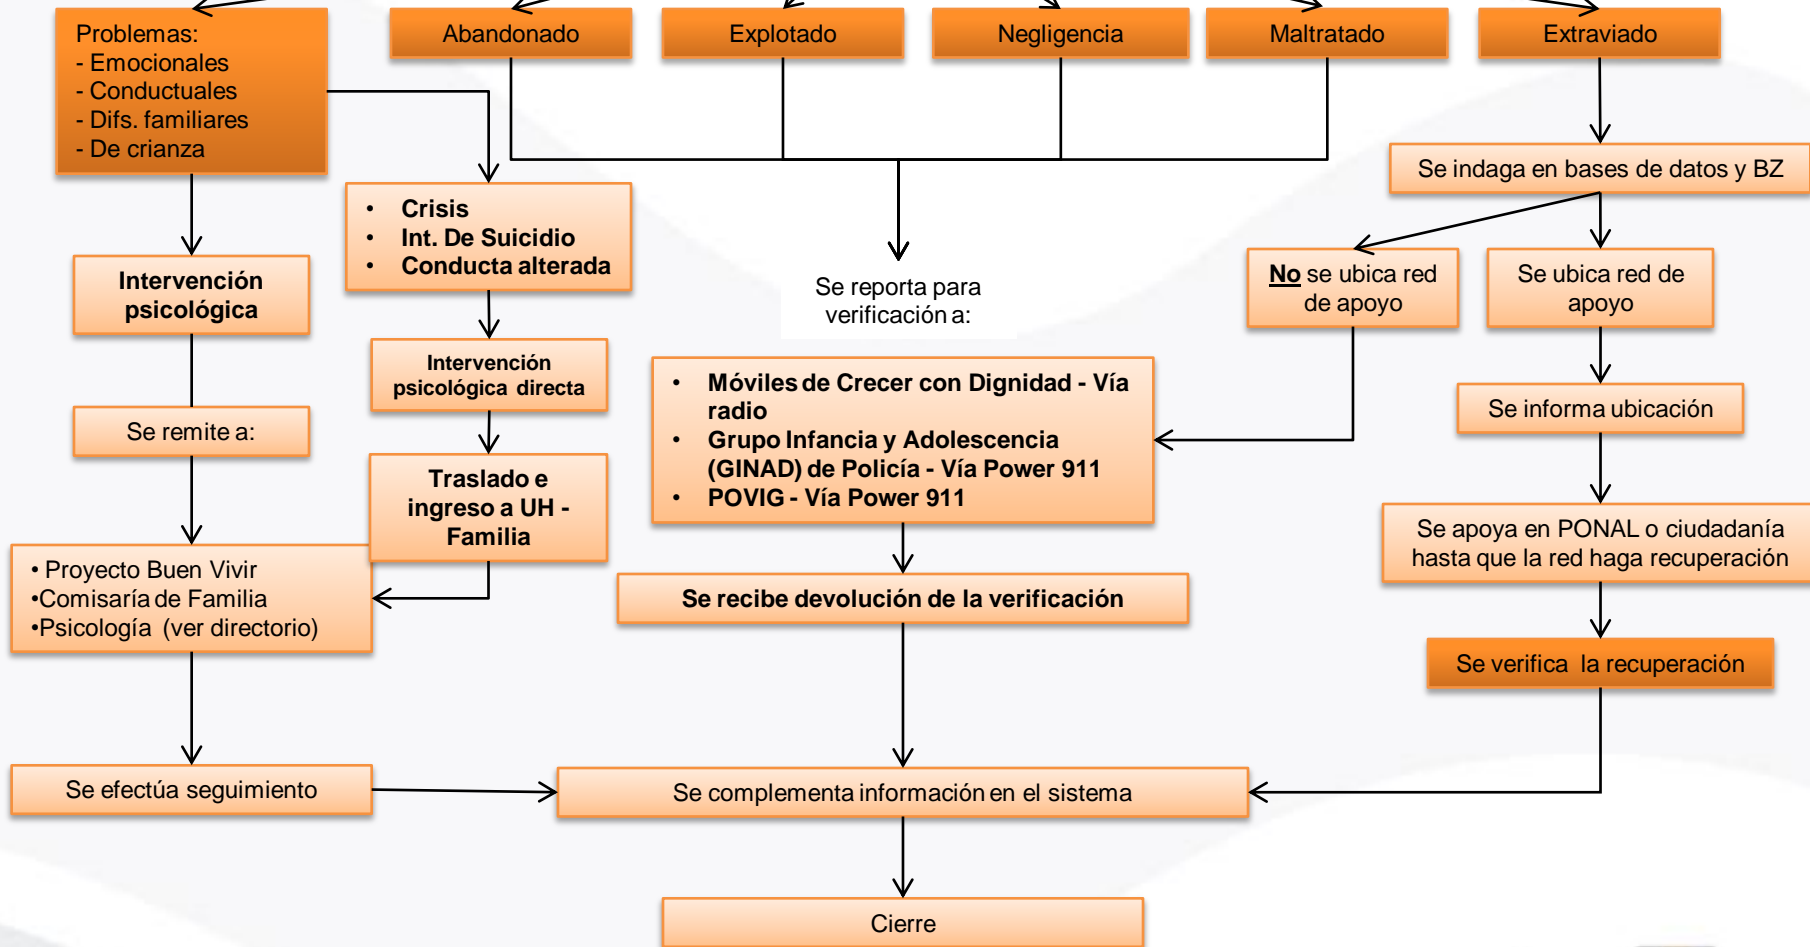 Problemas:
- Emocionales
- Conductuales
- Difs. familiares
- De crianza
Abandonado
Explotado
Negligencia
Maltratado
Extraviado
Se indaga en bases de datos y BZ
• Crisis
• Int. De Suicidio
• Conducta alterada
Intervención
psicológica
Se reporta para
verificación a:
No se ubica red
de apoyo
Se ubica red de
apoyo
Intervención
psicológica directa
• Móviles de Crecer con Dignidad - Vía
radio
• Grupo Infancia y Adolescencia
(GINAD) de Policía - Vía Power 911
• POVIG - Vía Power 911
Se informa ubicación
Se remite a:
Traslado e
ingreso a UH -
Familia
Se apoya en PONAL o ciudadanía
hasta que la red haga recuperación
• Proyecto Buen Vivir
•Comisaría de Familia
•Psicología (ver directorio)
Se recibe devolución de la verificación
Se verifica la recuperación
Se efectúa seguimiento
Se complementa información en el sistema
Cierre